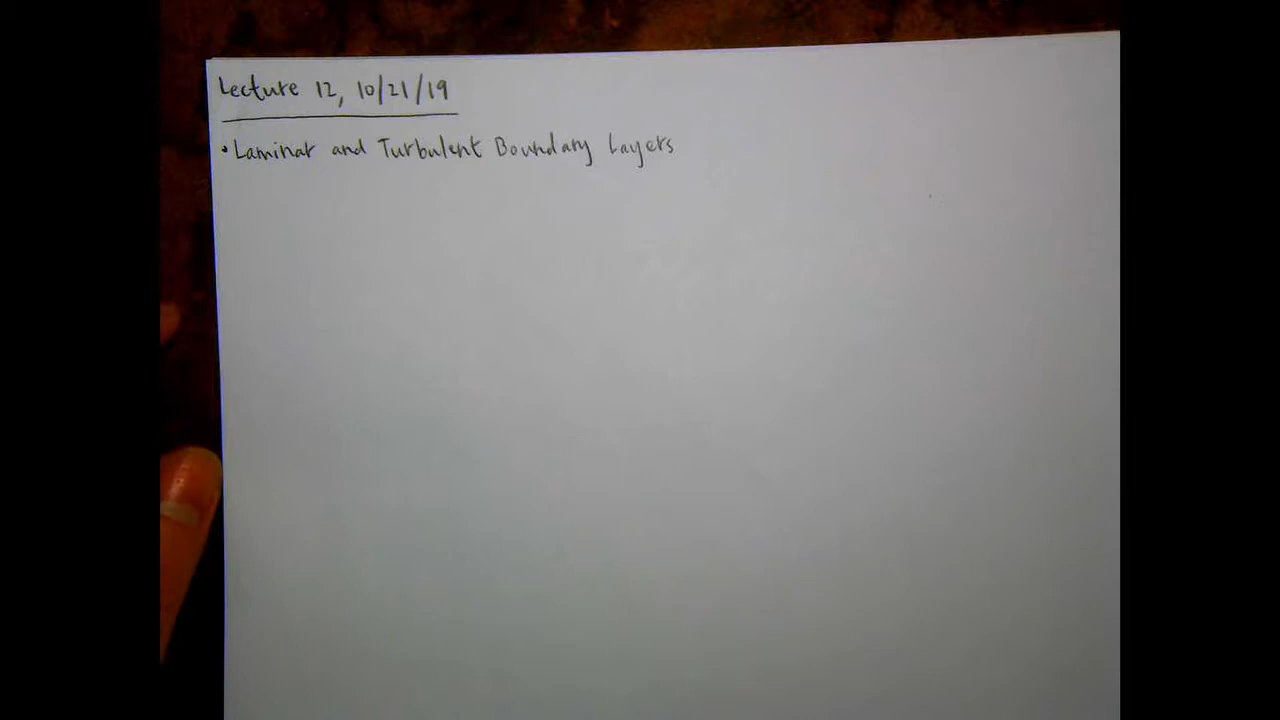 Lecture 12, 10/21/19
• Laminar and Turbulent Boundary Layers